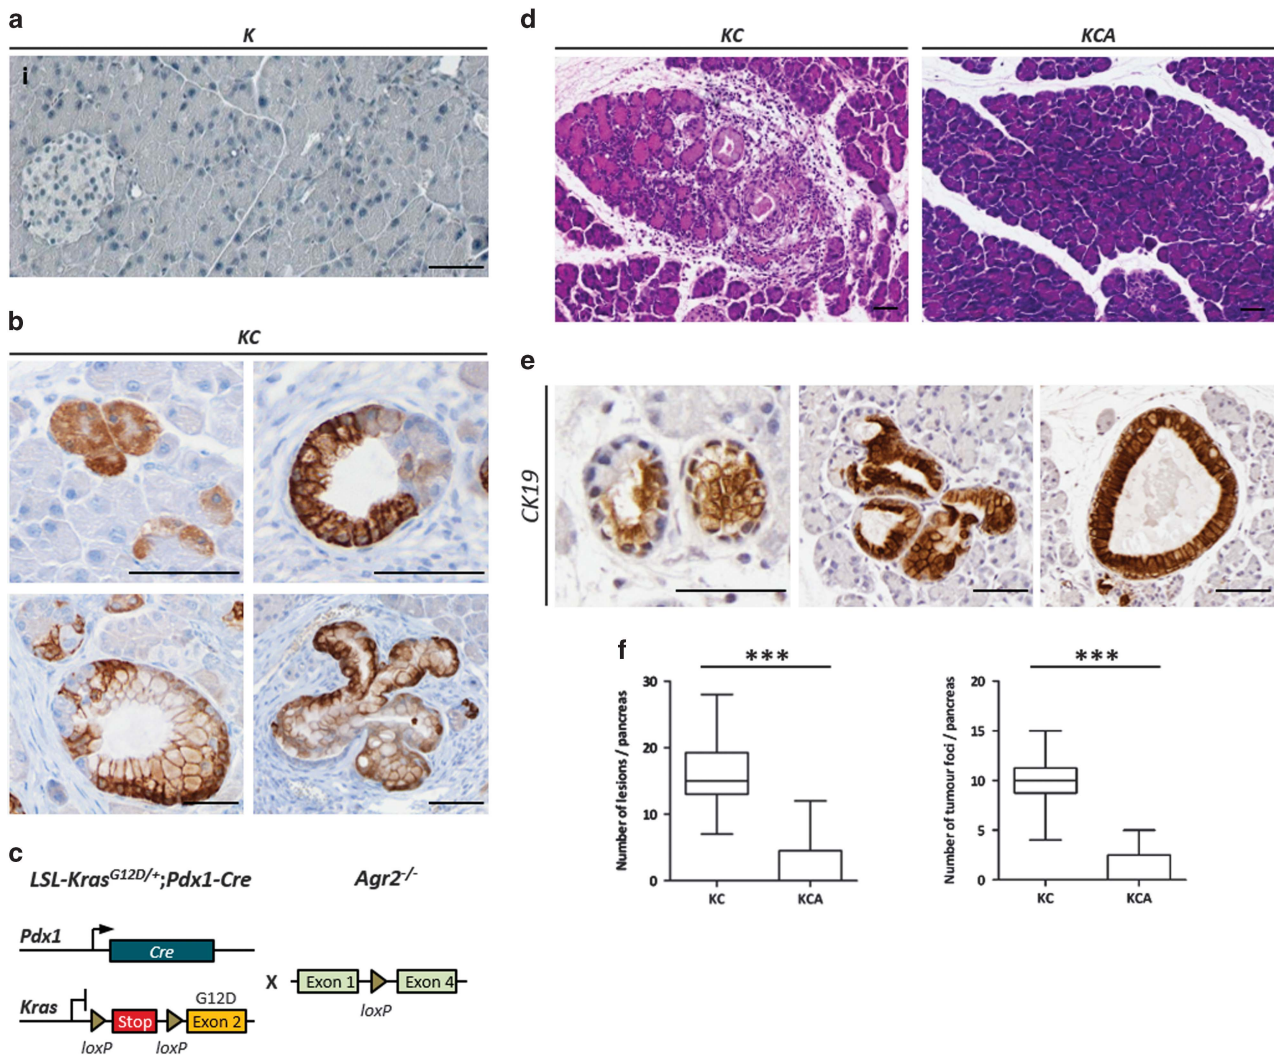 a
K
i
b
KC
c
LSL-Kras^G12D/+;Pdx1-Cre
Agr2-/-
Pdx1
Cre
X
Exon 1
Exon 4
loxP
Kras
G12D
Stop
Exon 2
loxP
loxP
d
KC
KCA
e
CK19
f
***
Number of lesions / pancreas
30
20
10
0
KC
KCA
***
Number of tumour foci / pancreas
20
15
10
5
0
KC
KCA